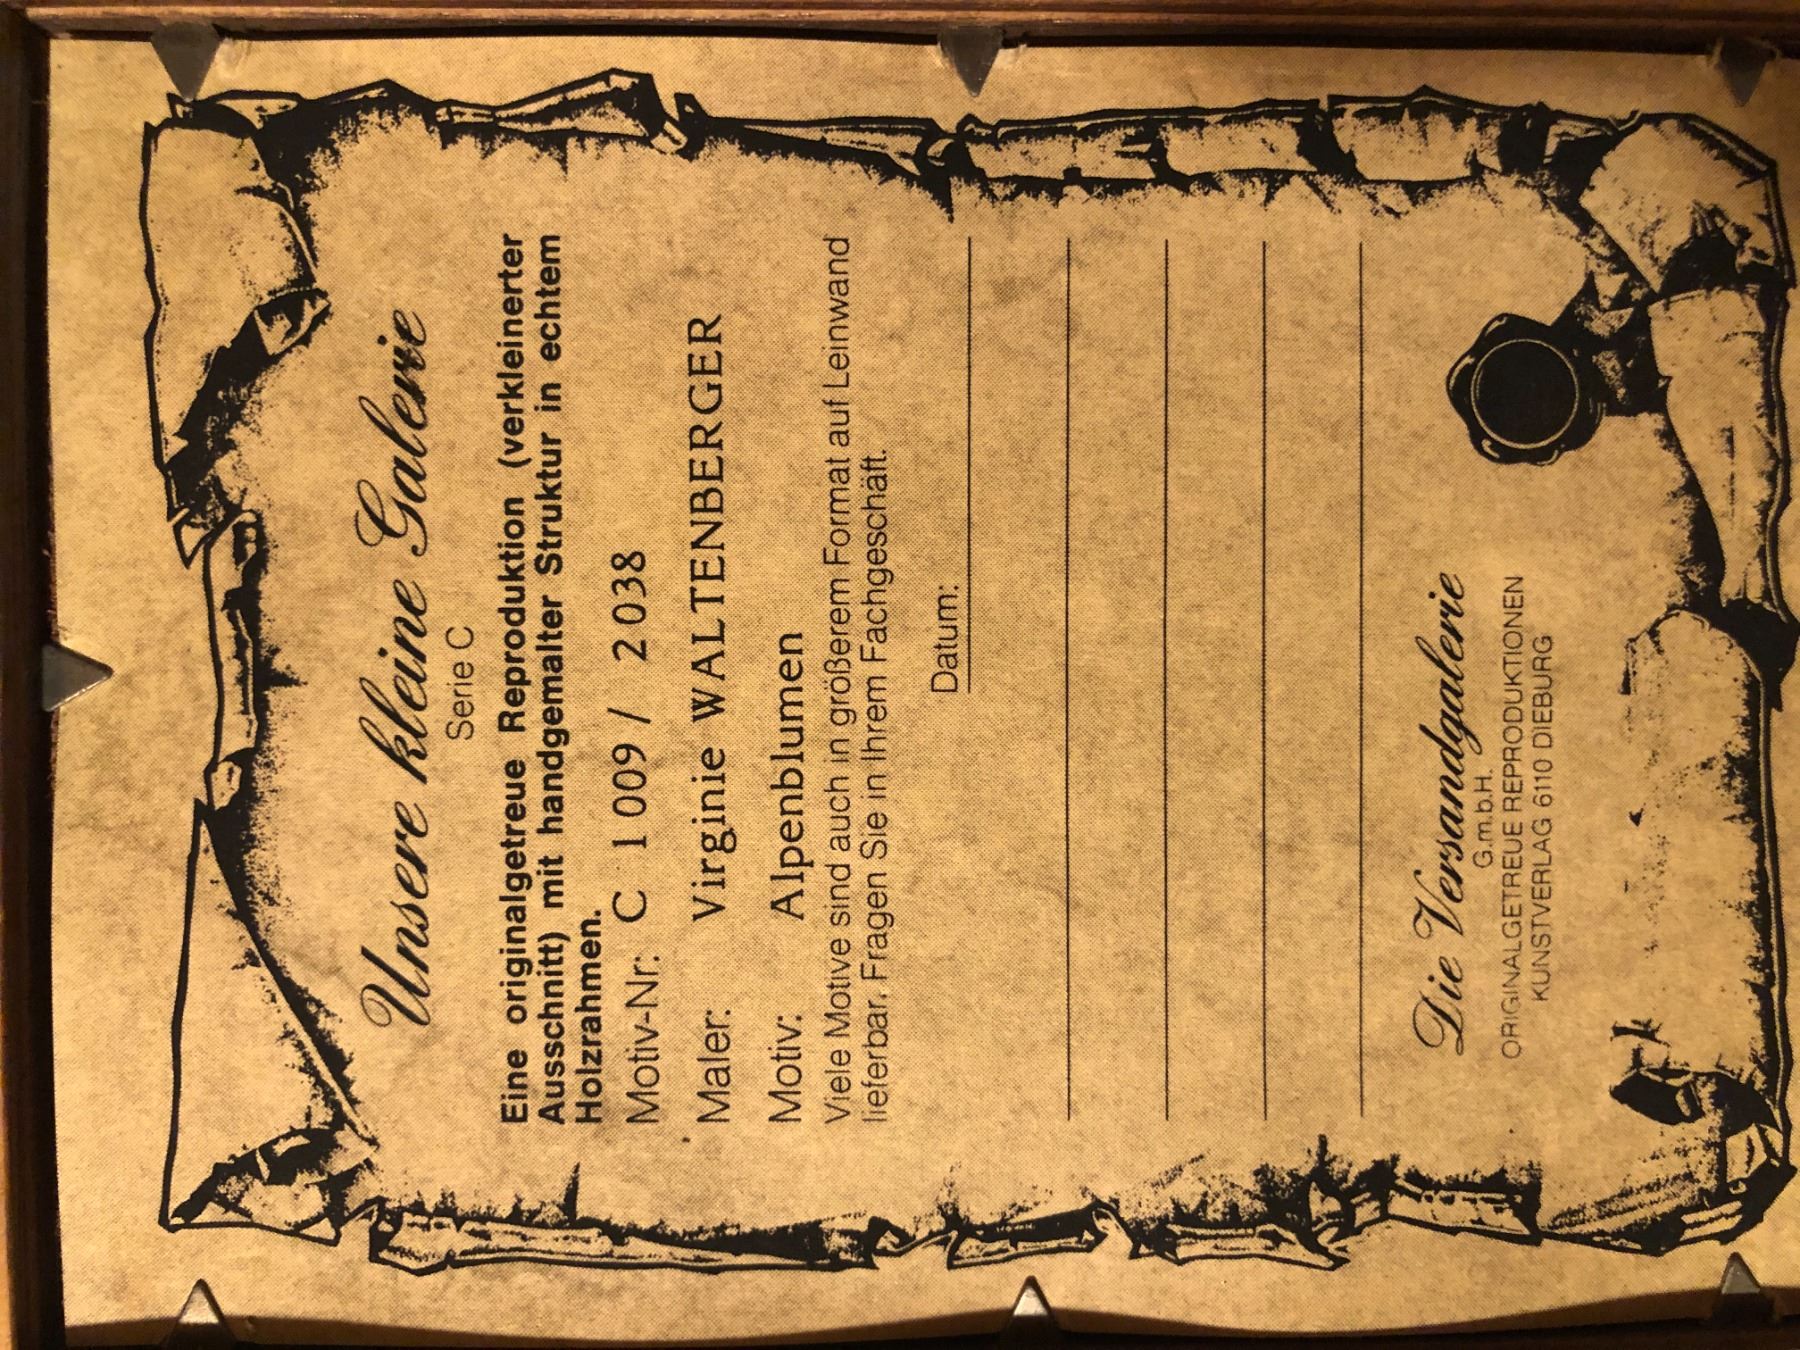 Unsere kleine Galerie
Serie C
Eine originalgetreue Reproduktion (verkleinerter
Ausschnitt) mit handgemalter Struktur in echtem
Holzrahmen.
Motiv-Nr: C 1009 / 2038
Maler: Virginie WALTENBERGER
Motiv: Alpenblumen
Viele Motive sind auch in größerem Format auf Leinwand
lieferbar. Fragen Sie in Ihrem Fachgeschäft.
Datum:
Die Versandgalerie
G.m.b.H.
ORIGINALGETREUE REPRODUKTIONEN
KUNSTVERLAG 6110 DIEBURG